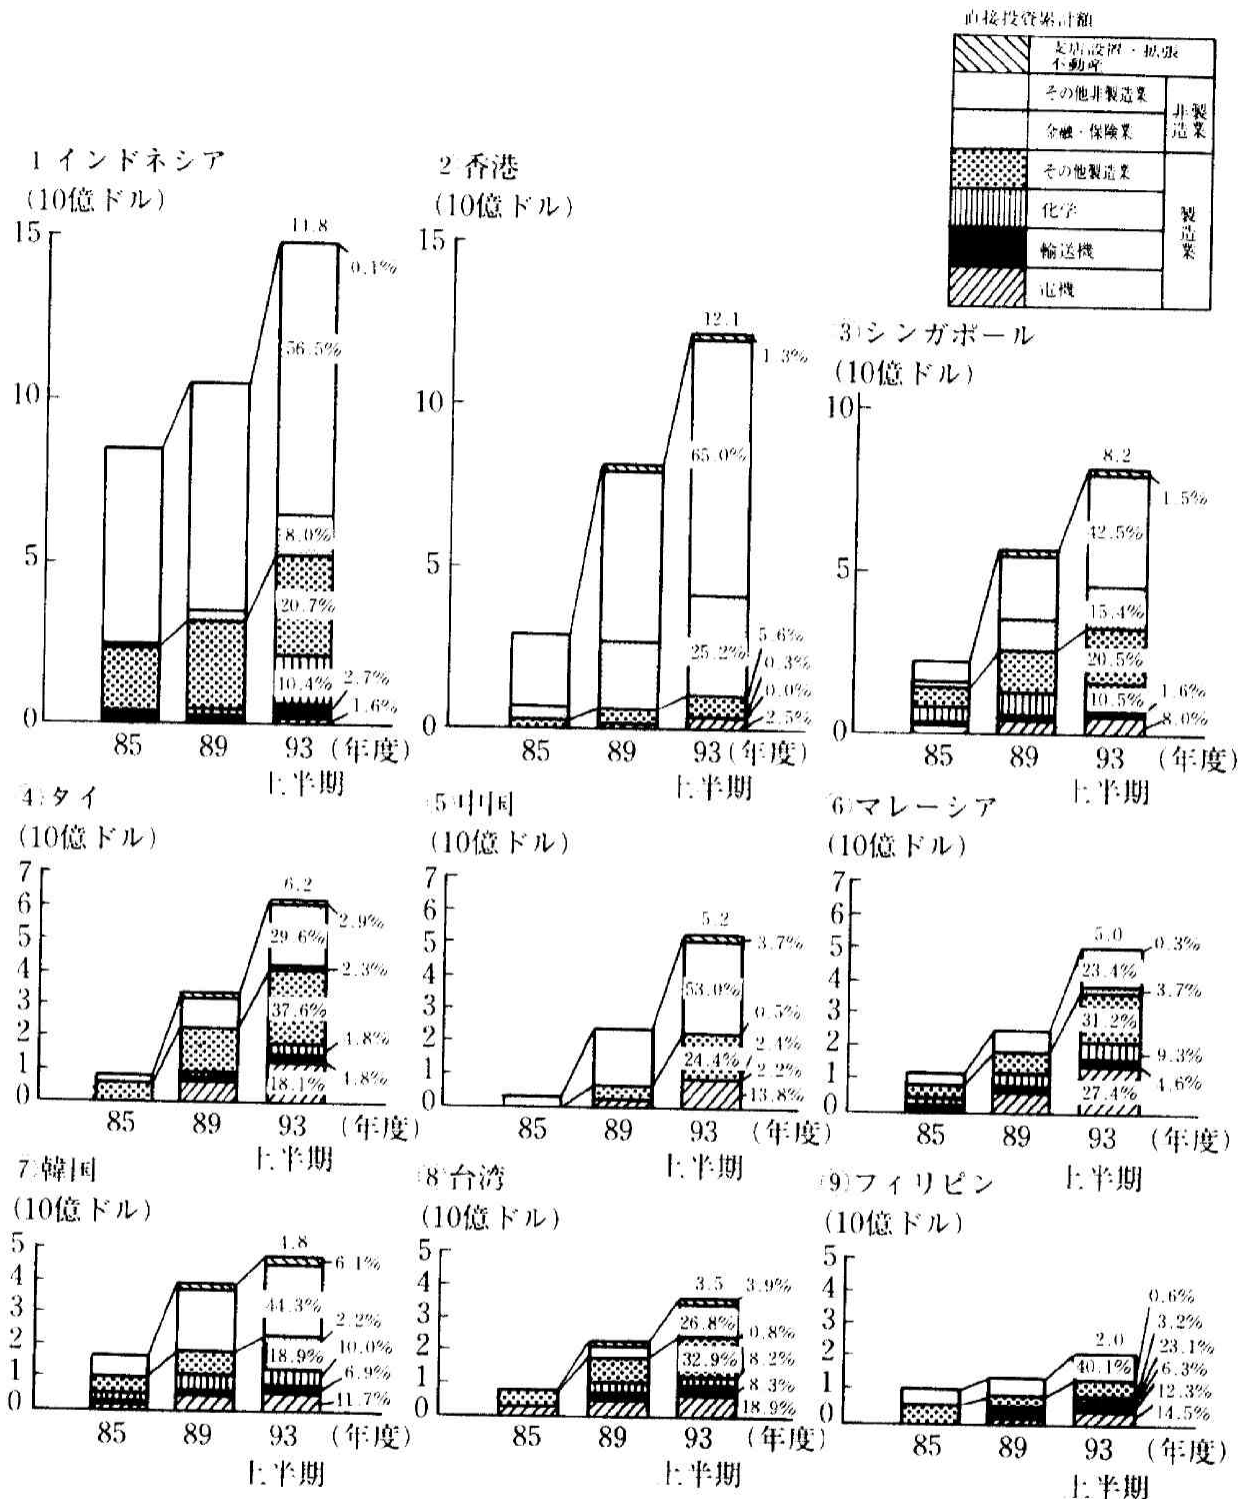 直接投資累計額
支店設置・拡張
不動産
その他非製造業
金融・保険業
非製造業
その他製造業
化学
輸送機
電機
製造業
1 インドネシア
(10億ドル)
15
10
5
0
11.8
0.1%
56.5%
8.0%
20.7%
10.4%
2.7%
1.6%
85 89 93 (年度)
上半期
2 香港
(10億ドル)
15
10
5
0
12.1
1.3%
65.0%
25.2%
5.6%
0.3%
0.0%
2.5%
85 89 93 (年度)
上半期
3)シンガポール
(10億ドル)
10
5
0
8.2
1.5%
42.5%
15.4%
20.5%
10.5%
1.6%
8.0%
85 89 93 (年度)
上半期
4)タイ
(10億ドル)
7
6
5
4
3
2
1
0
6.2
2.9%
29.6%
2.3%
37.6%
4.8%
4.8%
18.1%
85 89 93 (年度)
上半期
(5)中国
(10億ドル)
7
6
5
4
3
2
1
0
5.2
3.7%
53.0%
0.5%
24.4%
2.4%
2.2%
13.8%
85 89 93 (年度)
上半期
(6)マレーシア
(10億ドル)
7
6
5
4
3
2
1
0
5.0
0.3%
23.4%
3.7%
31.2%
9.3%
4.6%
27.4%
85 89 93 (年度)
上半期
7)韓国
(10億ドル)
5
4
3
2
1
0
4.8
6.1%
44.3%
2.2%
18.9%
10.0%
6.9%
11.7%
85 89 93 (年度)
上半期
(8)台湾
(10億ドル)
5
4
3
2
1
0
3.5
3.9%
26.8%
0.8%
32.9%
8.2%
8.3%
18.9%
85 89 93 (年度)
上半期
(9)フィリピン
(10億ドル)
5
4
3
2
1
0
2.0
0.6%
40.1%
3.2%
23.1%
6.3%
12.3%
14.5%
85 89 93 (年度)
上半期